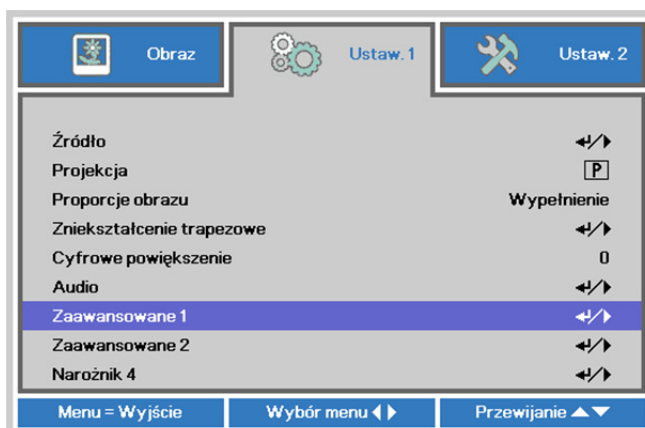 Obraz Ustaw. 1 Ustaw. 2
Źródło
Projekcja P
Proporcje obrazu Wypełnienie
Zniekształcenie trapezowe
Cyfrowe powiększenie 0
Audio
Zaawansowane 1
Zaawansowane 2
Narożnik 4
Menu = Wyjście Wybór menu Przewijanie